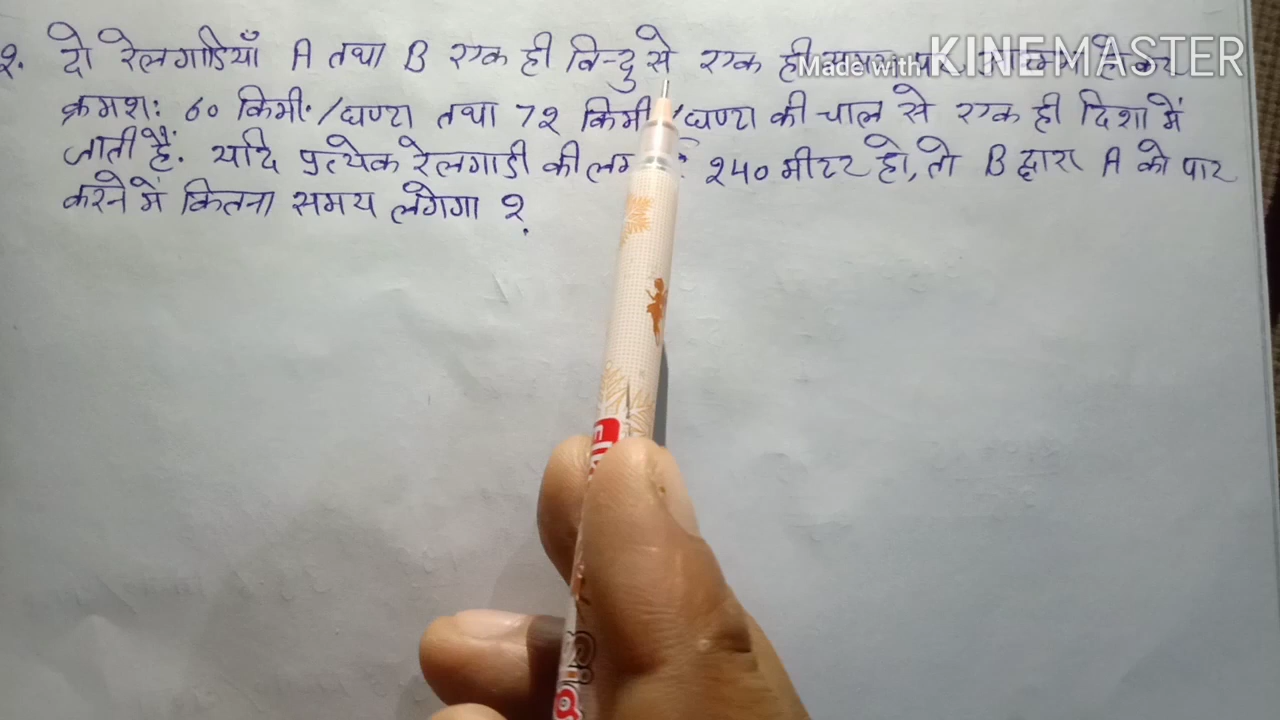 २. दो रेलगाडियाँ A तथा B एक ही बिन्दु से एक ही
Made with KINEMASTER
क्रमश: 60 किमी. /घण्टा तथा 72 किमी /घण्टा की चाल से एक ही दिशा में
जाती है. यदि प्रत्येक रेलगाडी की 240 मीटर हो, तो B द्वारा A को पार
करने में कितना समय लगेगा ?